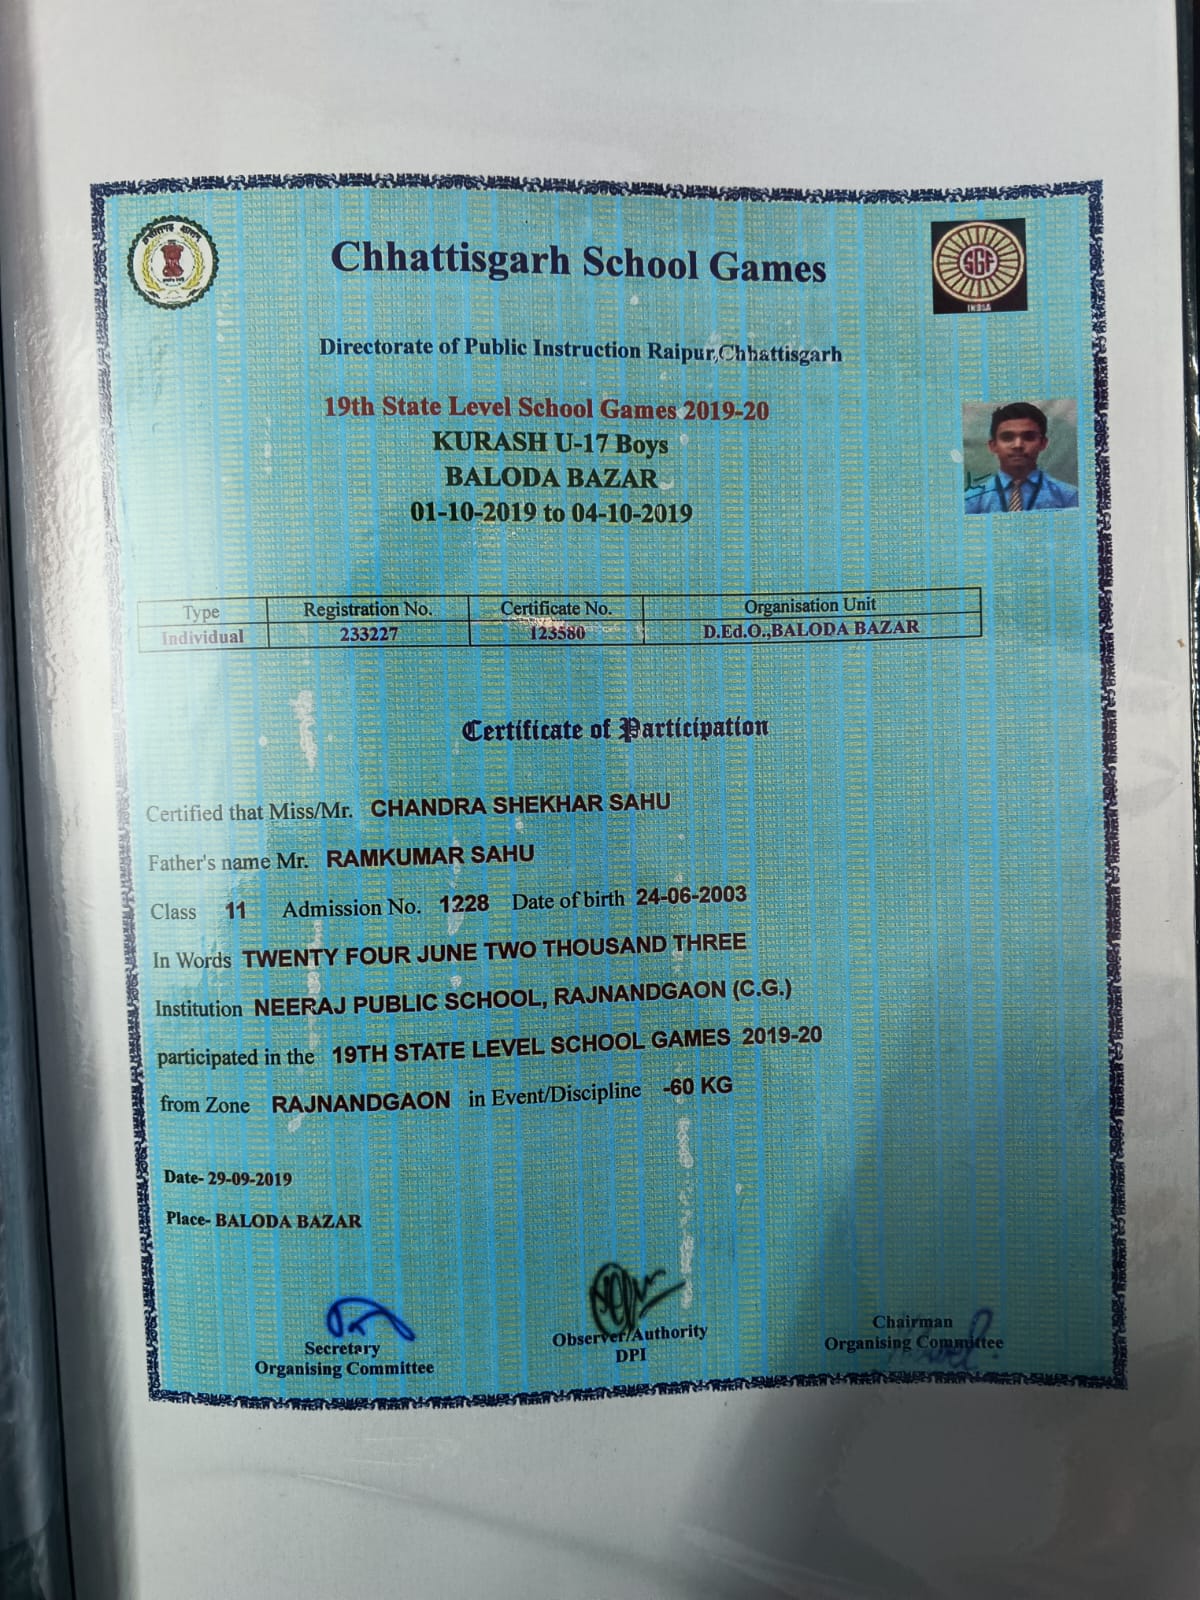 छत्तीसगढ़ शासन
Chhattisgarh School Games
SGF
INDIA
Directorate of Public Instruction Raipur,Chhattisgarh
19th State Level School Games 2019-20
KURASH U-17 Boys
BALODA BAZAR
01-10-2019 to 04-10-2019
Type Registration No. Certificate No. Organisation Unit
Individual 233227 123580 D.Ed.O.,BALODA BAZAR
Certificate of Participation
Certified that Miss/Mr. CHANDRA SHEKHAR SAHU
Father's name Mr. RAMKUMAR SAHU
Class 11 Admission No. 1228 Date of birth 24-06-2003
In Words TWENTY FOUR JUNE TWO THOUSAND THREE
Institution NEERAJ PUBLIC SCHOOL, RAJNANDGAON (C.G.)
participated in the 19TH STATE LEVEL SCHOOL GAMES 2019-20
from Zone RAJNANDGAON in Event/Discipline -60 KG
Date- 29-09-2019
Place- BALODA BAZAR
Secretary
Organising Committee
Observer/Authority
DPI
Chairman
Organising Committee